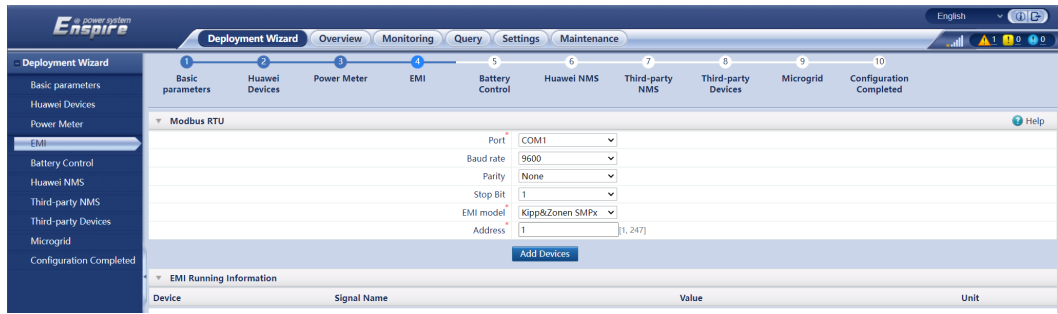 Enspire power system
English
Deployment Wizard Overview Monitoring Query Settings Maintenance
1 0 0
Deployment Wizard
Basic parameters
Huawei Devices
Power Meter
EMI
Battery Control
Huawei NMS
Third-party NMS
Third-party Devices
Microgrid
Configuration Completed
1 2 3 4 5 6 7 8 9 10
Basic parameters
Huawei Devices
Power Meter
EMI
Battery Control
Huawei NMS
Third-party NMS
Third-party Devices
Microgrid
Configuration Completed
Modbus RTU
Help
Port* COM1
Baud rate 9600
Parity None
Stop Bit 1
EMI model* Kipp&Zonen SMPx
Address* 1 [1, 247]
Add Devices
EMI Running Information
Device Signal Name Value Unit